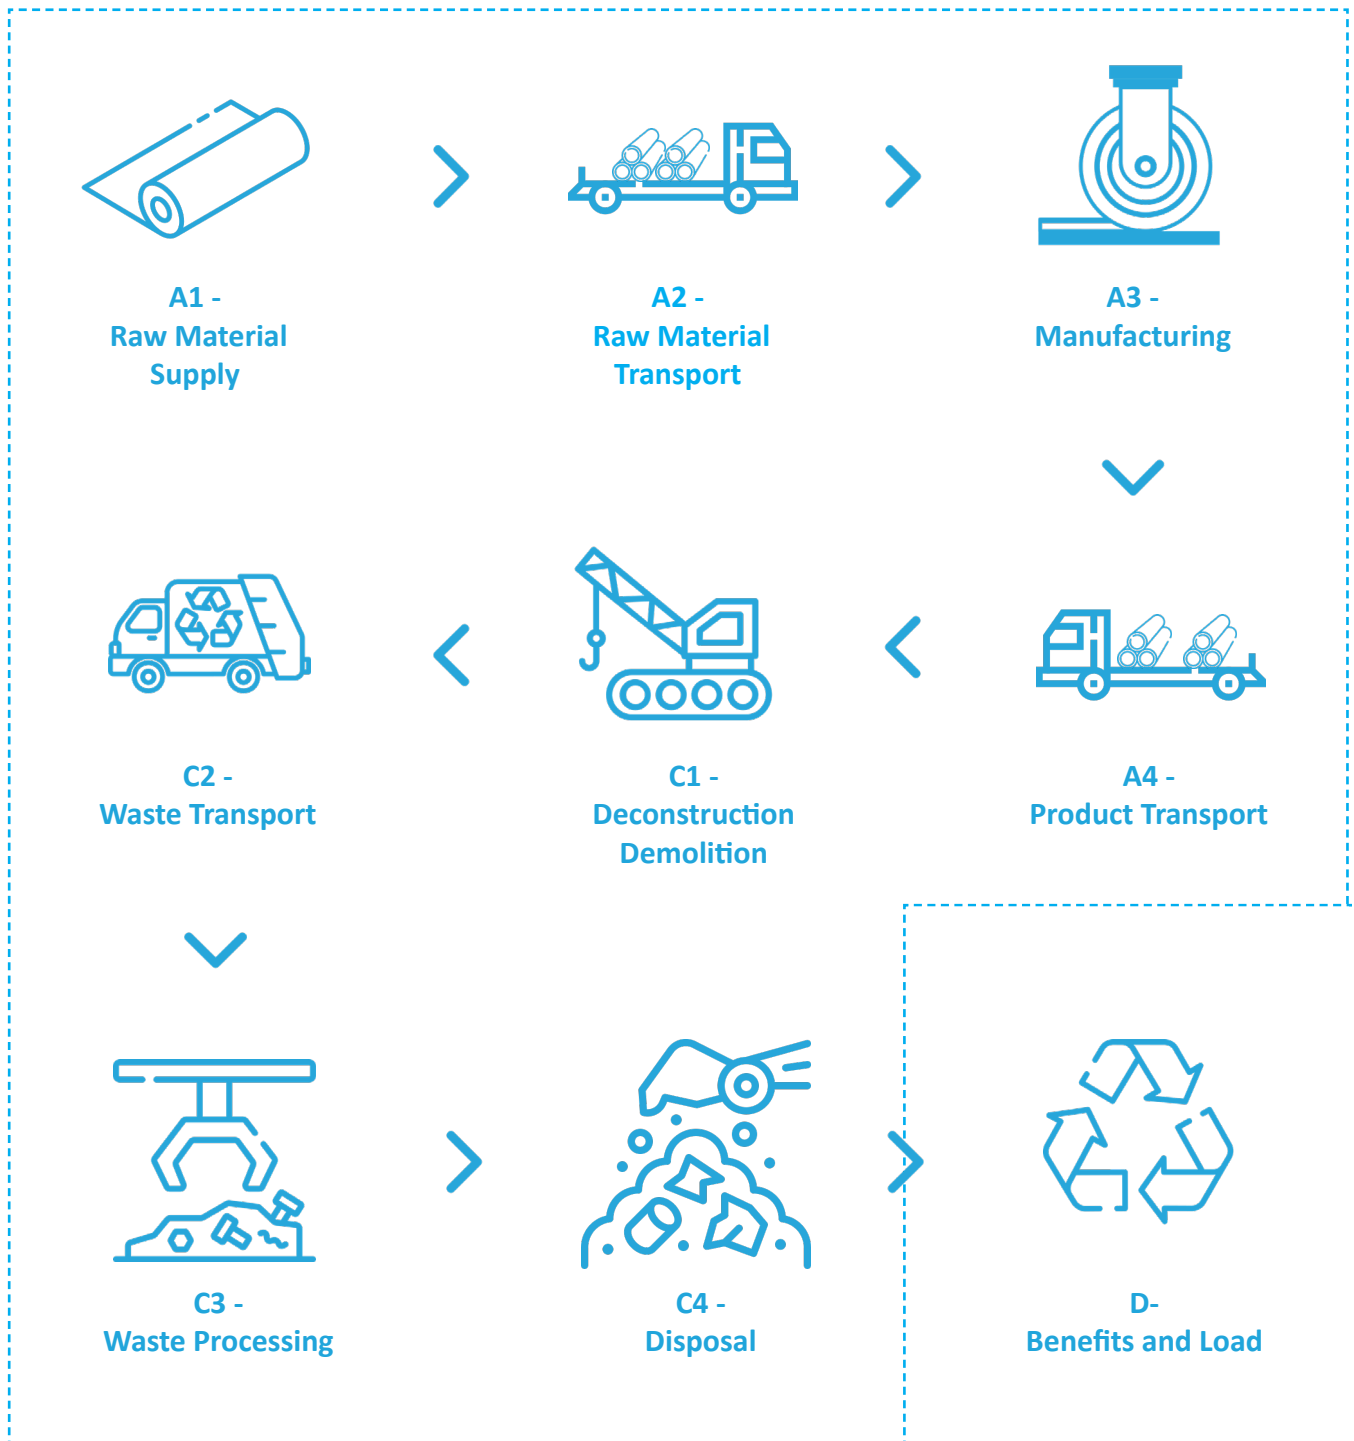 A1 -
Raw Material
Supply
A2 -
Raw Material
Transport
A3 -
Manufacturing
C2 -
Waste Transport
C1 -
Deconstruction
Demolition
A4 -
Product Transport
C3 -
Waste Processing
C4 -
Disposal
D-
Benefits and Load